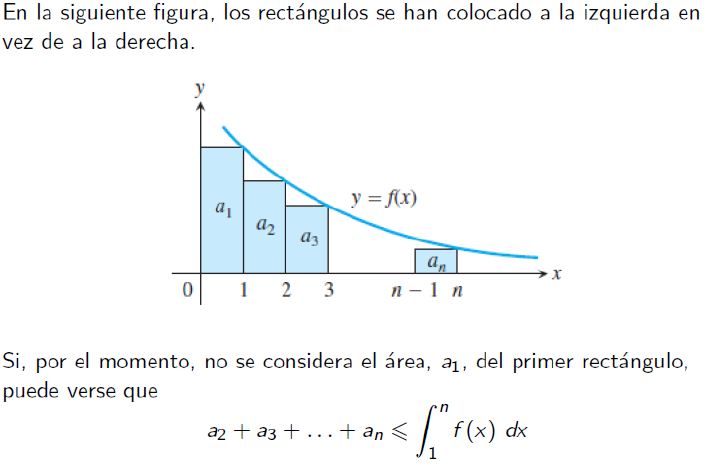 En la siguiente figura, los rectángulos se han colocado a la izquierda en
vez de a la derecha.
y
y = f(x)
a₁
a₂
a₃
aₙ
x
0 1 2 3 n − 1 n
Si, por el momento, no se considera el área, a₁, del primer rectángulo,
puede verse que
a₂ + a₃ + … + aₙ ⩽ ∫₁ⁿ f(x) dx